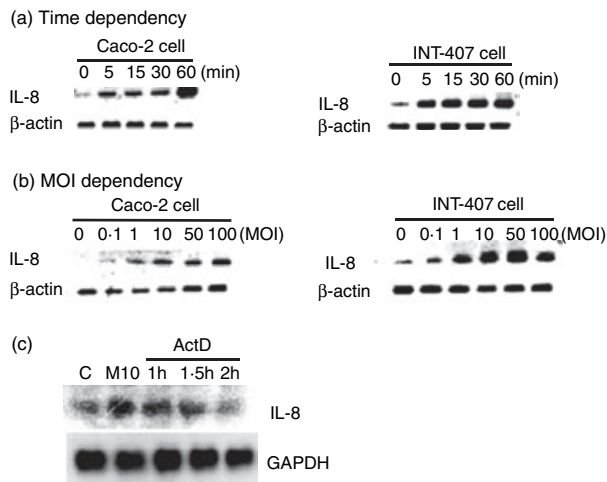 (a) Time dependency
Caco-2 cell
0 5 15 30 60 (min)
IL-8
β-actin
INT-407 cell
0 5 15 30 60 (min)
IL-8
β-actin
(b) MOI dependency
Caco-2 cell
0 0·1 1 10 50 100 (MOI)
IL-8
β-actin
INT-407 cell
0 0·1 1 10 50 100 (MOI)
IL-8
β-actin
(c)
ActD
C M10 1h 1·5h 2h
IL-8
GAPDH